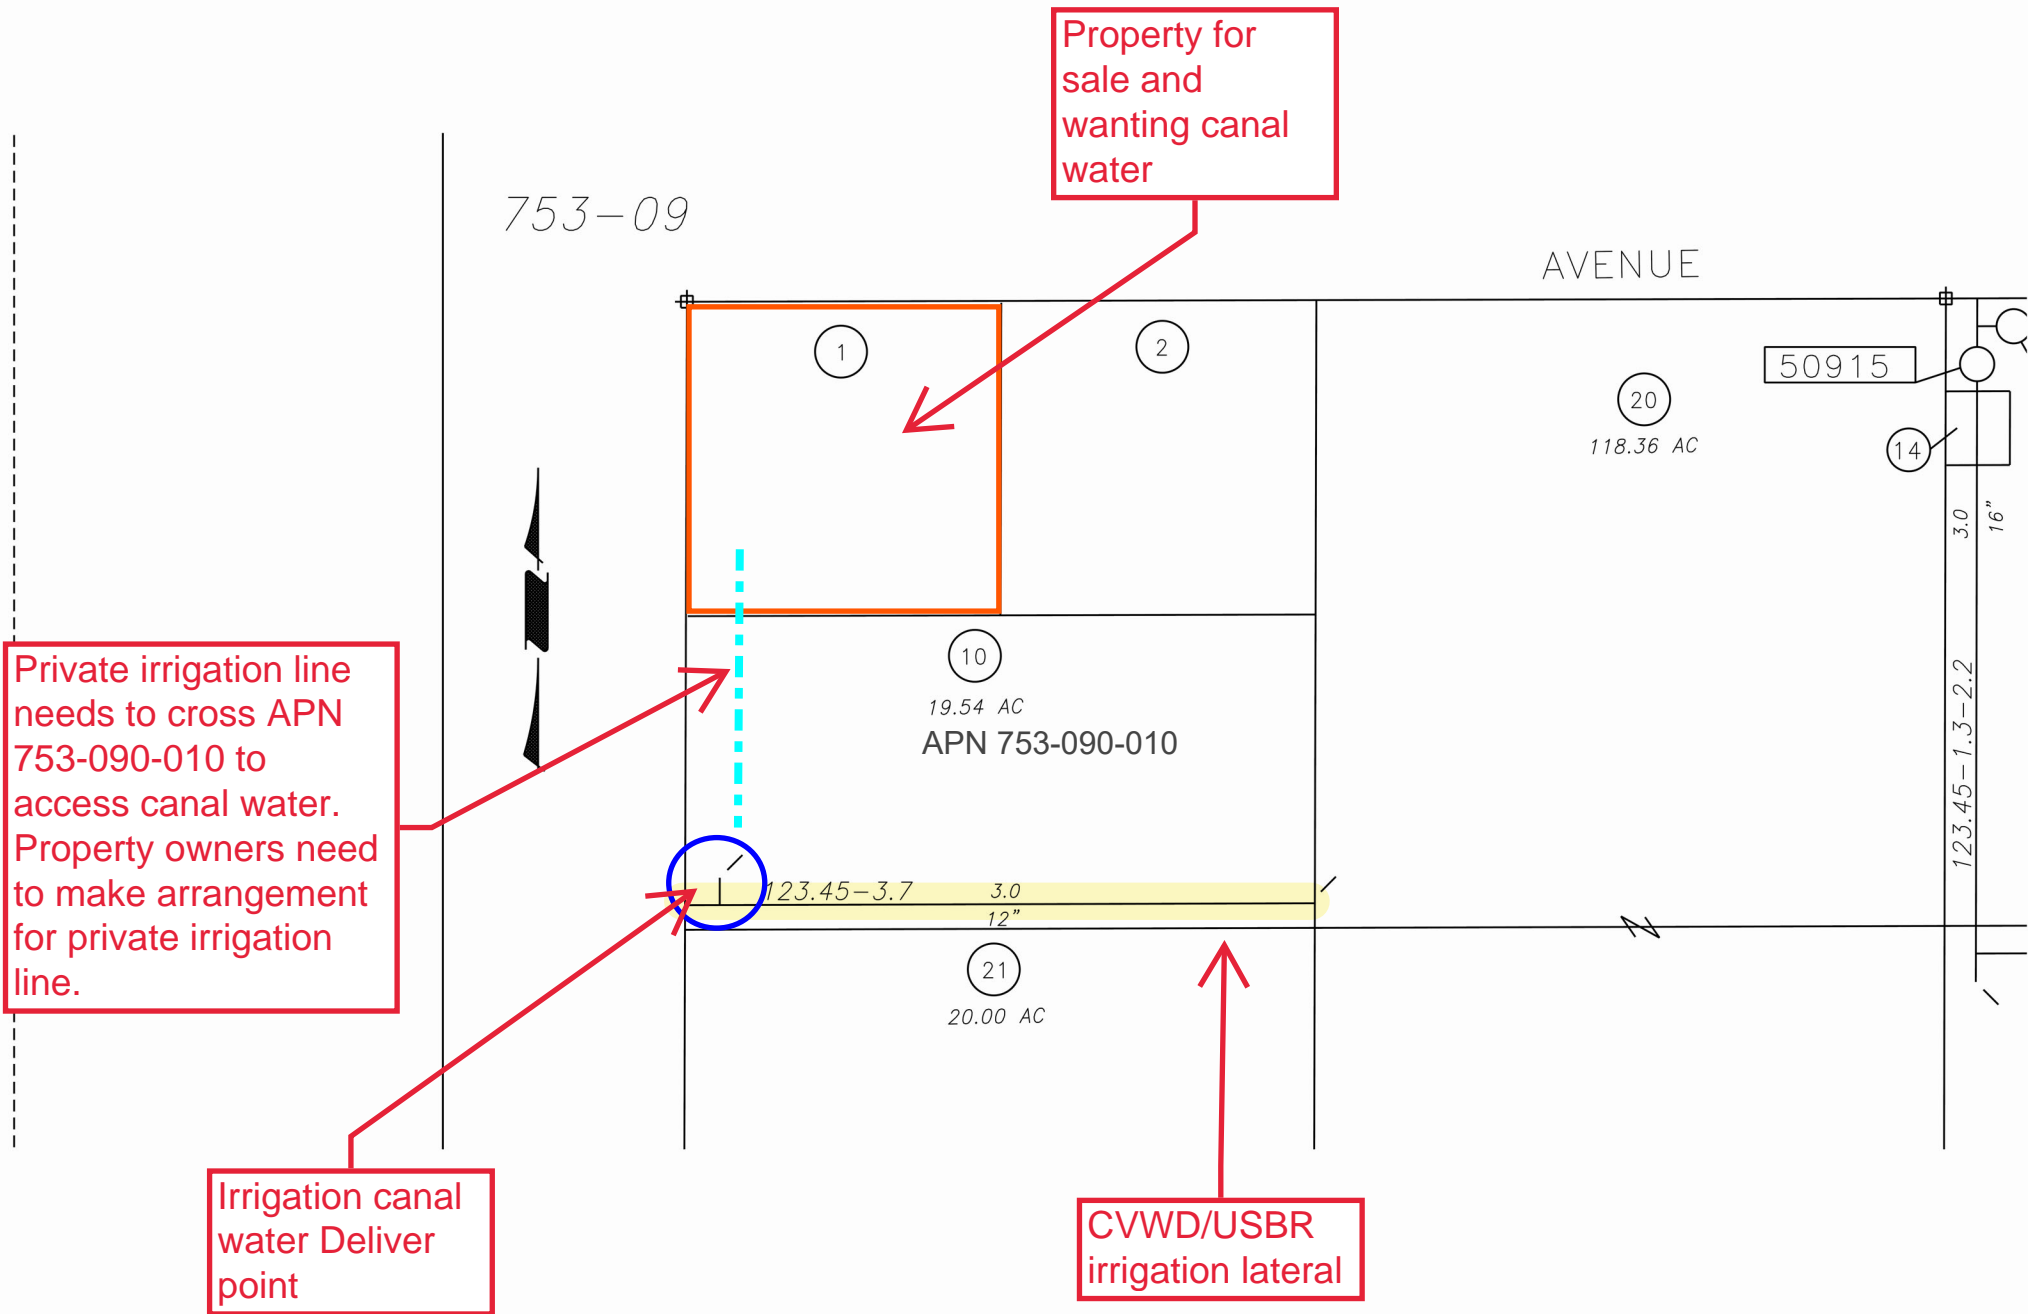 Property for
sale and
wanting canal
water
753-09
AVENUE
1
2
50915
20
118.36 AC
14
3.0
16"
10
19.54 AC
APN 753-090-010
Private irrigation line
needs to cross APN
753-090-010 to
access canal water.
Property owners need
to make arrangement
for private irrigation
line.
123.45-1.3-2.2
123.45-3.7
3.0
12"
21
20.00 AC
N
Irrigation canal
water Deliver
point
CVWD/USBR
irrigation lateral